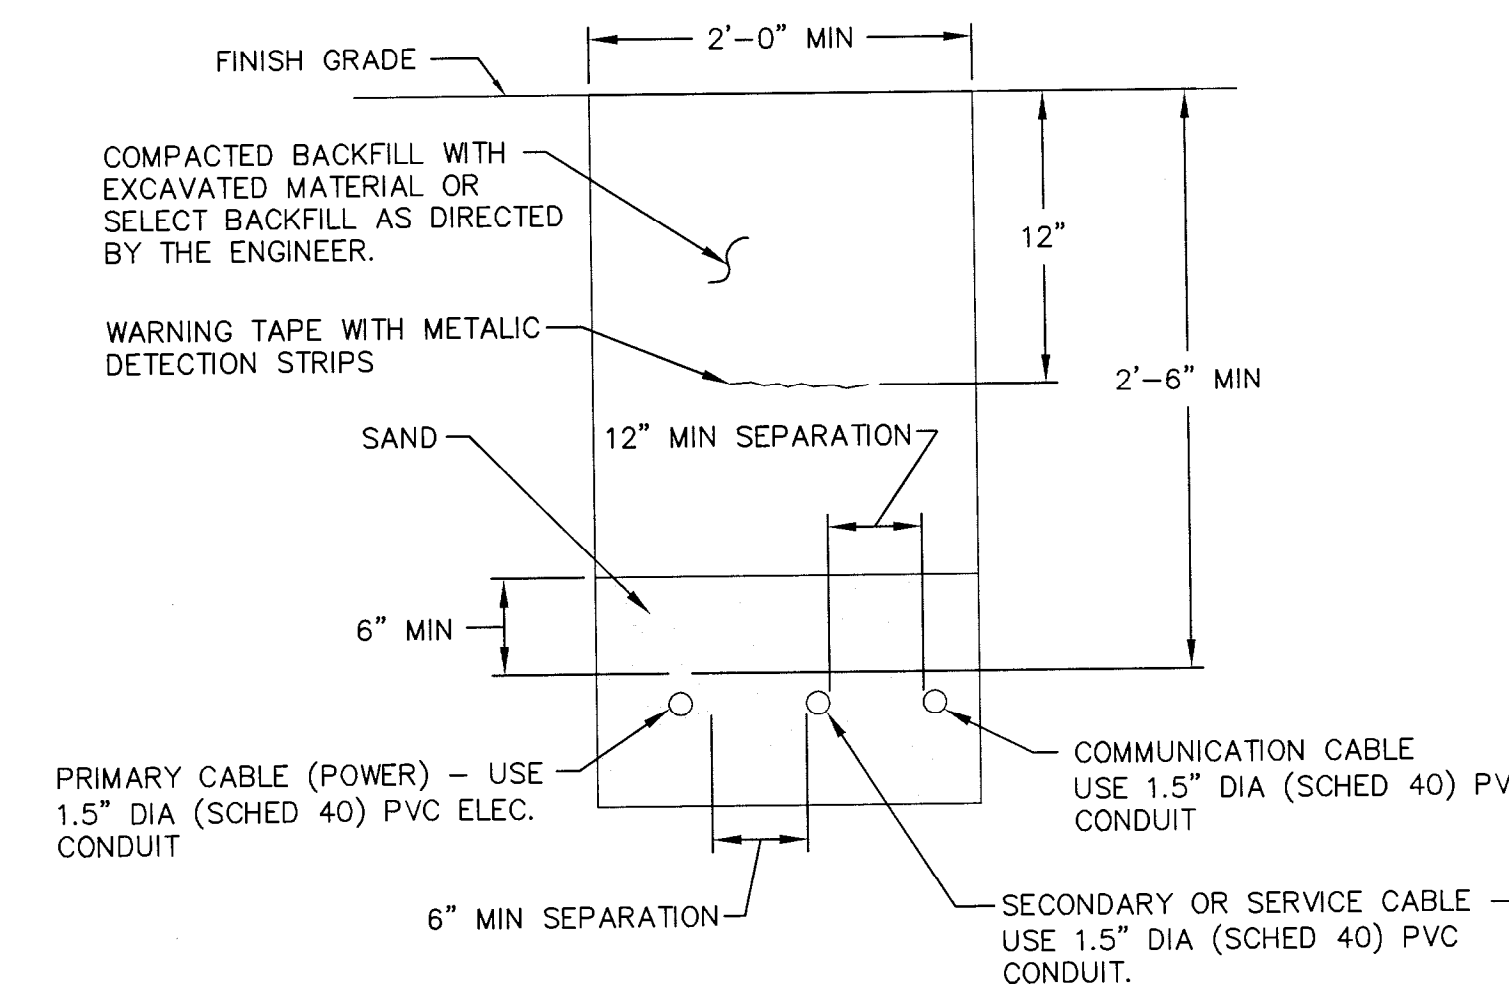 2'-0" MIN
FINISH GRADE
COMPACTED BACKFILL WITH
EXCAVATED MATERIAL OR
SELECT BACKFILL AS DIRECTED
BY THE ENGINEER.
12"
WARNING TAPE WITH METALIC
DETECTION STRIPS
2'-6" MIN
SAND
12" MIN SEPARATION
6" MIN
PRIMARY CABLE (POWER) – USE
1.5" DIA (SCHED 40) PVC ELEC.
CONDUIT
COMMUNICATION CABLE
USE 1.5" DIA (SCHED 40) PV
CONDUIT
6" MIN SEPARATION
SECONDARY OR SERVICE CABLE –
USE 1.5" DIA (SCHED 40) PVC
CONDUIT.